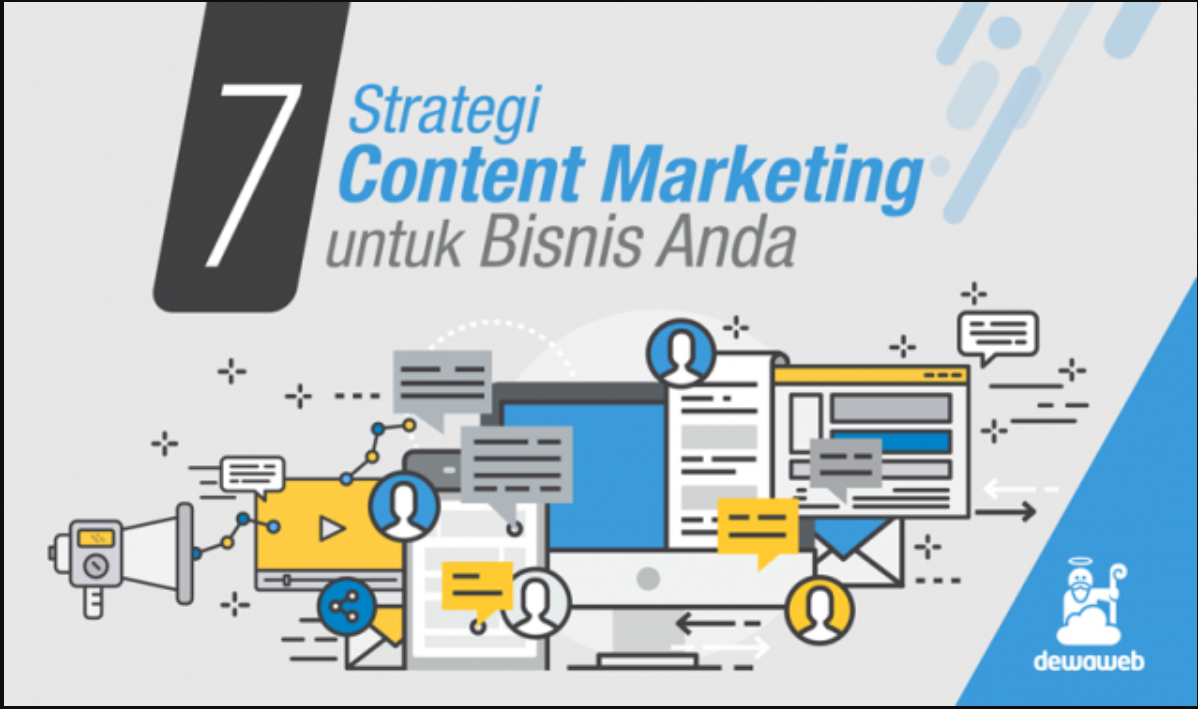 7
Strategi
Content Marketing
untuk Bisnis Anda
dewaweb